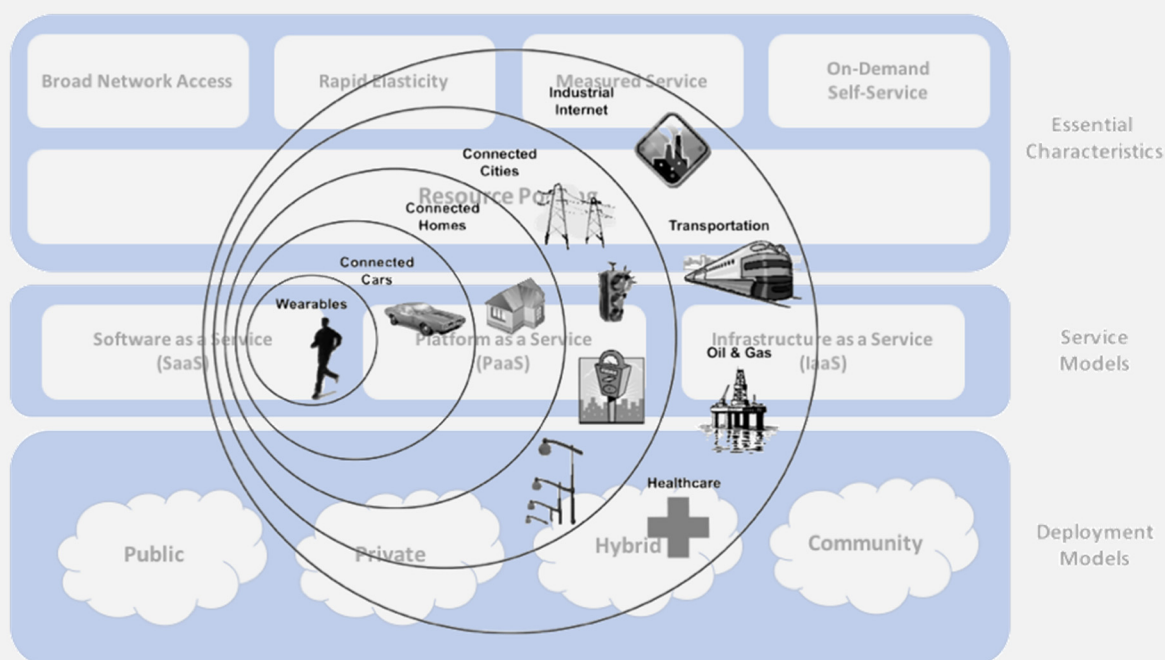 Broad Network Access
Rapid Elasticity
Measured Service
On-Demand
Self-Service
Essential
Characteristics
Industrial
Internet
Connected
Cities
Resource Pooling
Connected
Homes
Transportation
Connected
Cars
Wearables
Software as a Service
(SaaS)
Platform as a Service
(PaaS)
Infrastructure as a Service
(IaaS)
Service
Models
Oil & Gas
Healthcare
Public
Private
Hybrid
Community
Deployment
Models